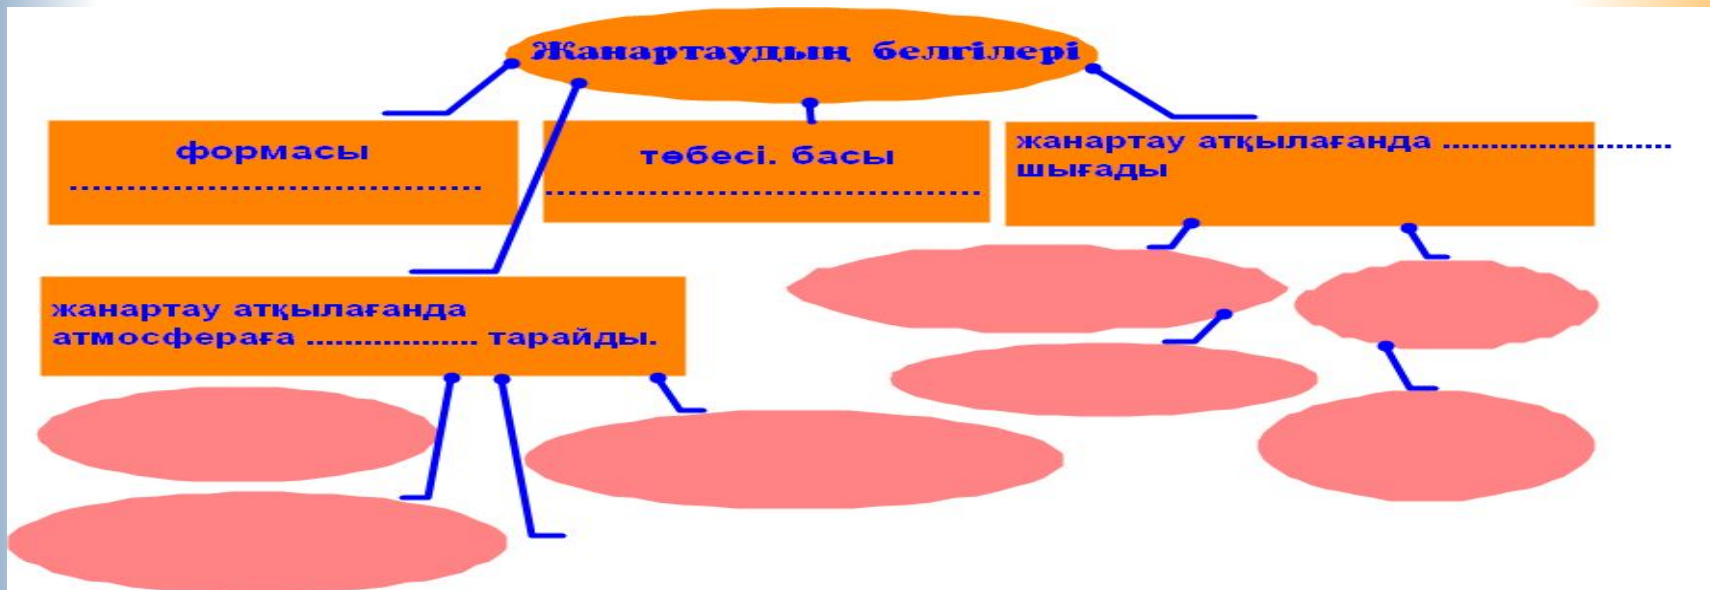 Жанартаудың белгілері
формасы
...........................................
төбесі. басы
.............................................
жанартау атқылағанда ........................
шығады
жанартау атқылағанда
атмосфераға .................. тарайды.